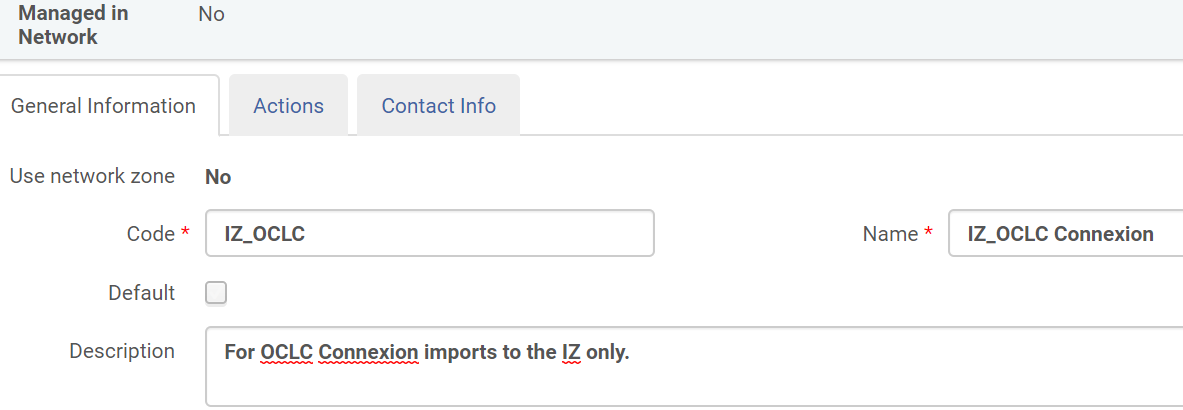 Managed in No
Network
General Information Actions Contact Info
Use network zone No
Code * IZ_OCLC Name * IZ_OCLC Connexion
Default
Description For OCLC Connexion imports to the IZ only.